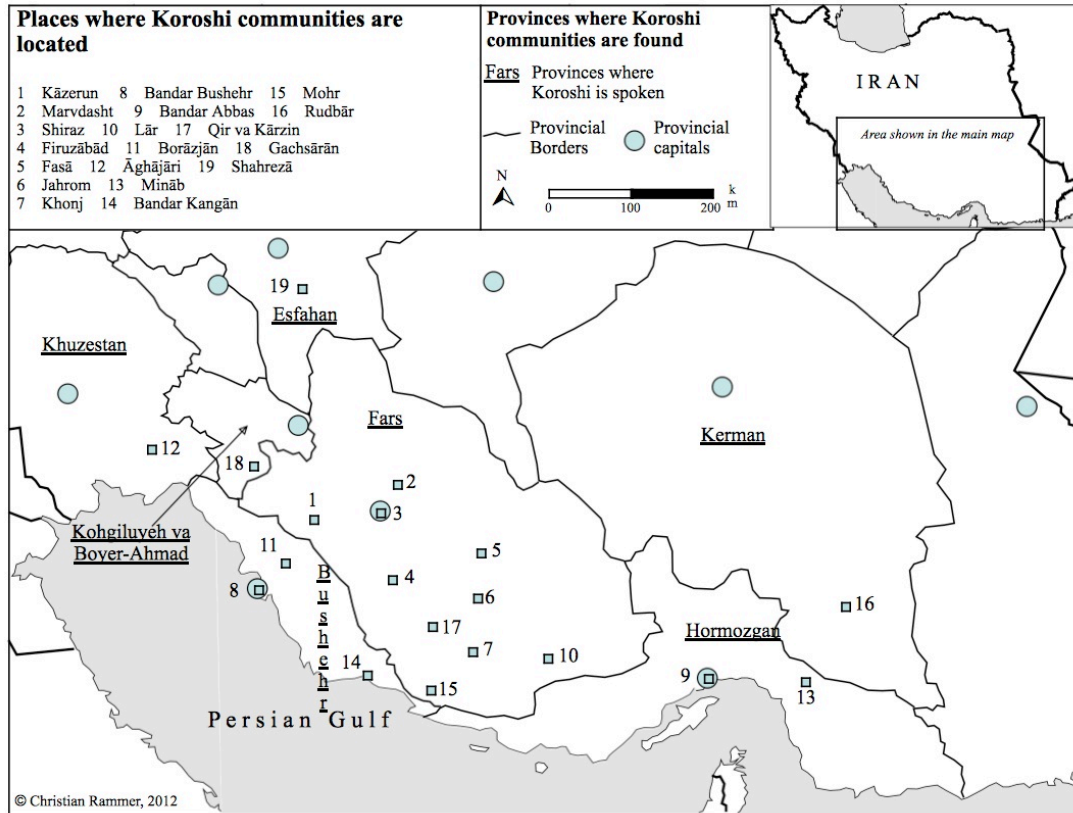 Places where Koroshi communities are
located
1 Kāzerun 8 Bandar Bushehr 15 Mohr
2 Marvdasht 9 Bandar Abbas 16 Rudbār
3 Shiraz 10 Lār 17 Qir va Kārzin
4 Firuzābād 11 Borāzjān 18 Gachsārān
5 Fasā 12 Āghājāri 19 Shahrezā
6 Jahrom 13 Mināb
7 Khonj 14 Bandar Kangān
Provinces where Koroshi
communities are found
Fars Provinces where
Koroshi is spoken
Provincial
Borders
Provincial
capitals
N
0 100 200
k
m
IRAN
Area shown in the main map
19
Esfahan
Khuzestan
Fars
Kerman
12
18
2
3
1
Kohgiluyeh va
Boyer-Ahmad
11
5
8
4
6
16
Bushehr
17
Hormozgan
7
10
14
9
13
15
Persian Gulf
© Christian Rammer, 2012